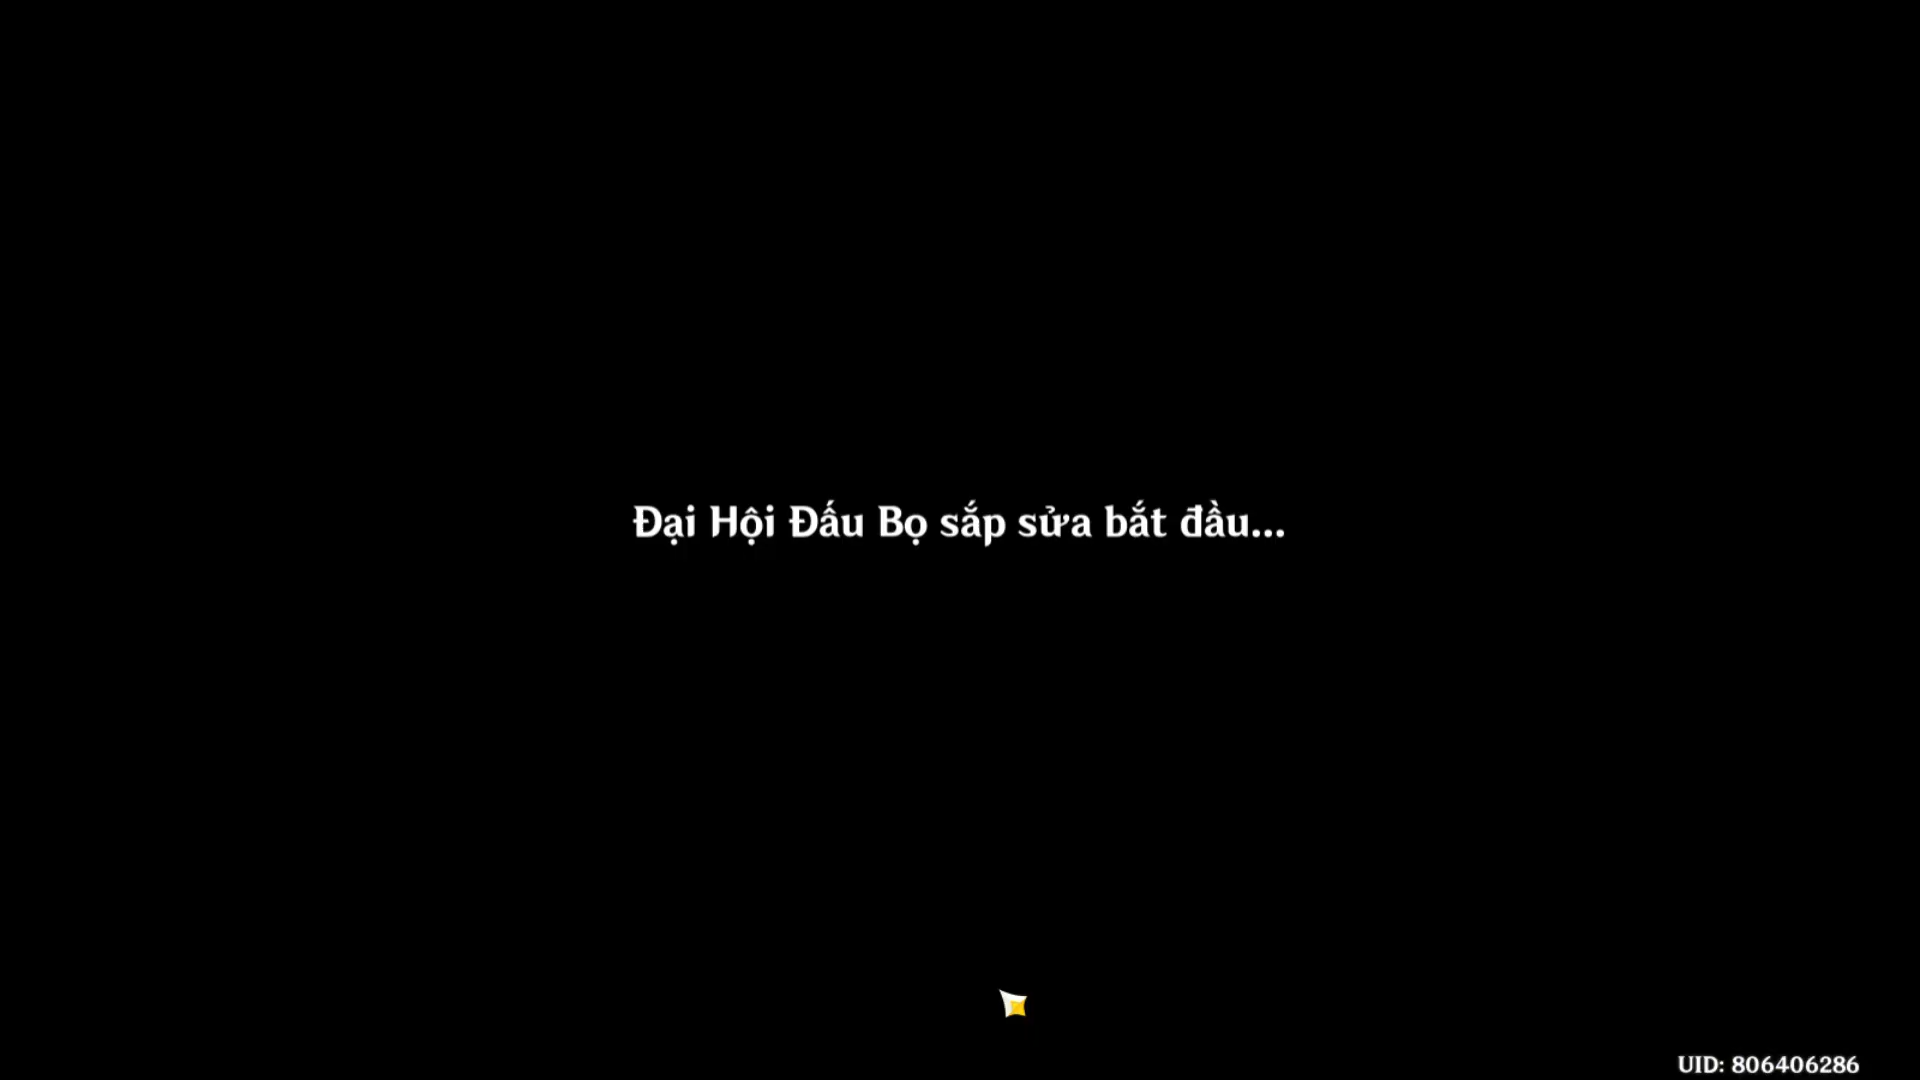 Đại Hội Đấu Bọ sắp sửa bắt đầu...
UID: 806406286